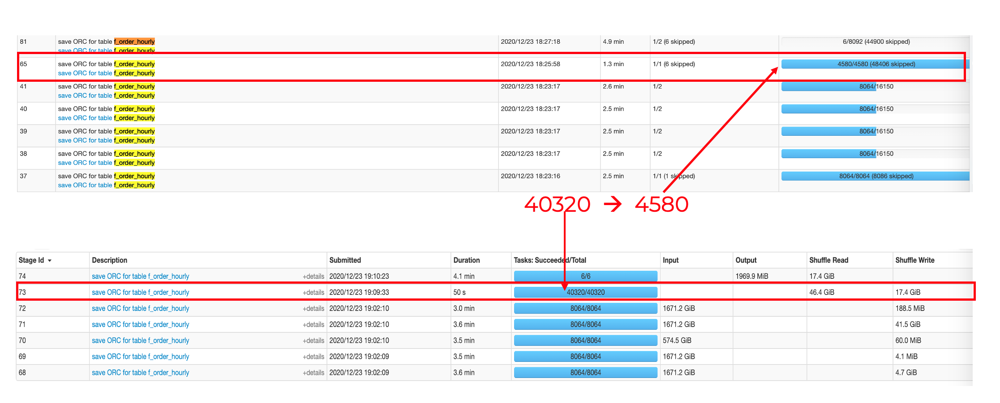 81 save ORC for table f_order_hourly 2020/12/23 18:27:18 4.9 min 1/2 (6 skipped) 6/8092 (44900 skipped)
save ORC for table f_order_hourly
65 save ORC for table f_order_hourly 2020/12/23 18:25:58 1.3 min 1/1 (6 skipped) 4580/4580 (48406 skipped)
save ORC for table f_order_hourly
41 save ORC for table f_order_hourly 2020/12/23 18:23:17 2.6 min 1/2 8064/16150
save ORC for table f_order_hourly
40 save ORC for table f_order_hourly 2020/12/23 18:23:17 2.5 min 1/2 8064/16150
save ORC for table f_order_hourly
39 save ORC for table f_order_hourly 2020/12/23 18:23:17 2.5 min 1/2 8064/16150
save ORC for table f_order_hourly
38 save ORC for table f_order_hourly 2020/12/23 18:23:17 2.5 min 1/2 8064/16150
save ORC for table f_order_hourly
37 save ORC for table f_order_hourly 2020/12/23 18:23:16 2.5 min 1/1 (1 skipped) 8064/8064 (8086 skipped)
save ORC for table f_order_hourly
40320 → 4580
Stage Id ▾ Description Submitted Duration Tasks: Succeeded/Total Input Output Shuffle Read Shuffle Write
74 save ORC for table f_order_hourly +details 2020/12/23 19:10:23 4.1 min 6/6 1969.9 MiB 17.4 GiB
73 save ORC for table f_order_hourly +details 2020/12/23 19:09:33 50 s 40320/40320 46.4 GiB 17.4 GiB
72 save ORC for table f_order_hourly +details 2020/12/23 19:02:10 3.0 min 8064/8064 1671.2 GiB 188.5 MiB
71 save ORC for table f_order_hourly +details 2020/12/23 19:02:10 3.6 min 8064/8064 1671.2 GiB 41.5 GiB
70 save ORC for table f_order_hourly +details 2020/12/23 19:02:10 3.5 min 8064/8064 574.5 GiB 60.0 MiB
69 save ORC for table f_order_hourly +details 2020/12/23 19:02:09 3.5 min 8064/8064 1671.2 GiB 4.1 MiB
68 save ORC for table f_order_hourly +details 2020/12/23 19:02:09 3.6 min 8064/8064 1671.2 GiB 4.7 GiB